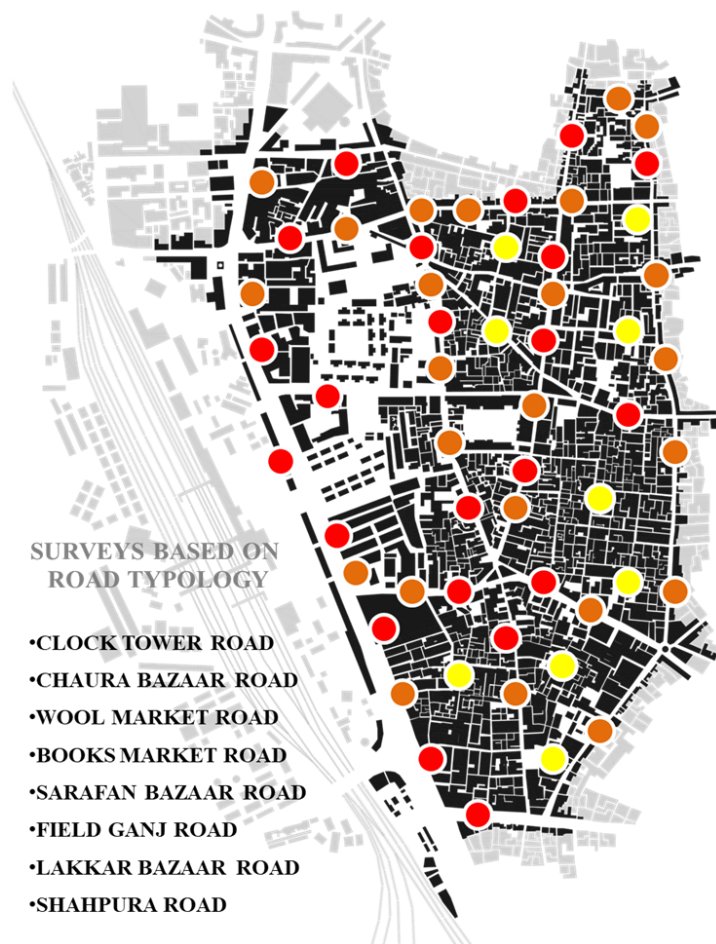 SURVEYS BASED ON
ROAD TYPOLOGY
•CLOCK TOWER ROAD
•CHAURA BAZAAR ROAD
•WOOL MARKET ROAD
•BOOKS MARKET ROAD
•SARAFAN BAZAAR ROAD
•FIELD GANJ ROAD
•LAKKAR BAZAAR ROAD
•SHAHPURA ROAD